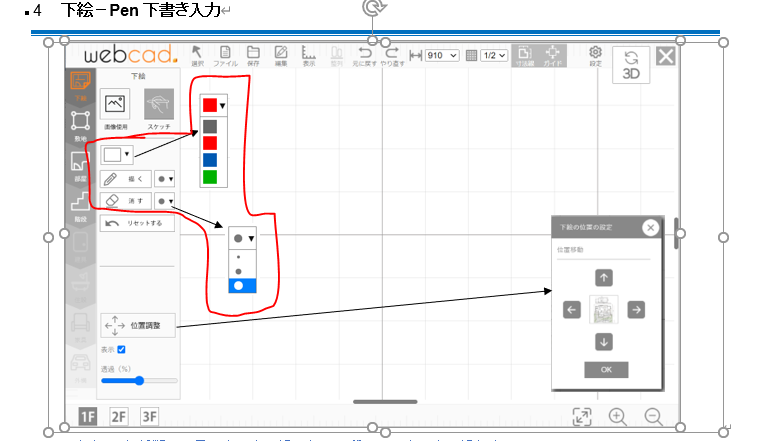 4 下絵－Pen 下書き入力
webcad.
選択 ファイル 保存 編集 表示 整列 元に戻す やり直す 910 1/2 寸法線 ガイド 設定
3D
下絵
下絵
画像使用 スケッチ
敷地
部屋
描く
階段
消す
リセットする
下絵の位置の設定
位置移動
位置調整
表示
透過（%）
OK
1F 2F 3F